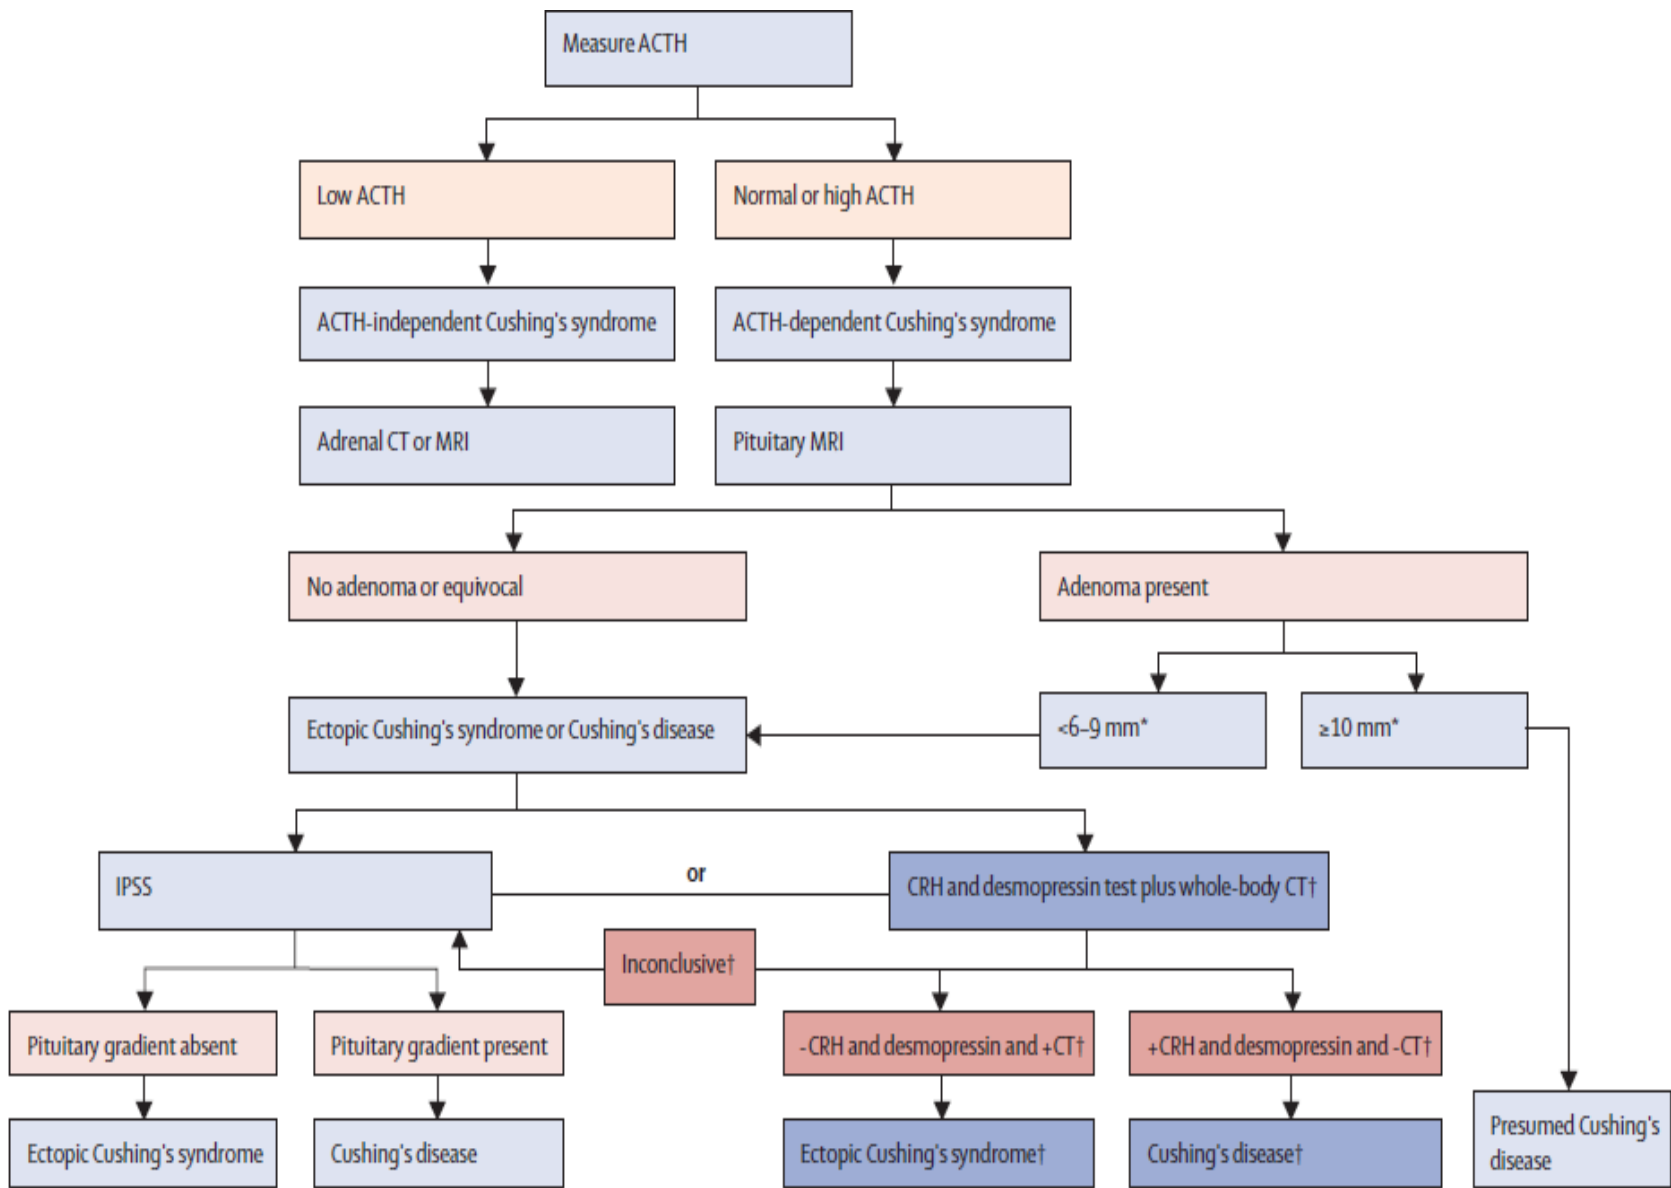 Measure ACTH
Low ACTH
Normal or high ACTH
ACTH-independent Cushing's syndrome
ACTH-dependent Cushing's syndrome
Adrenal CT or MRI
Pituitary MRI
No adenoma or equivocal
Adenoma present
Ectopic Cushing's syndrome or Cushing's disease
<6–9 mm*
≥10 mm*
IPSS
or
CRH and desmopressin test plus whole-body CT†
Inconclusive†
Pituitary gradient absent
Pituitary gradient present
-CRH and desmopressin and +CT†
+CRH and desmopressin and -CT†
Ectopic Cushing's syndrome
Cushing's disease
Ectopic Cushing's syndrome†
Cushing's disease†
Presumed Cushing's
disease